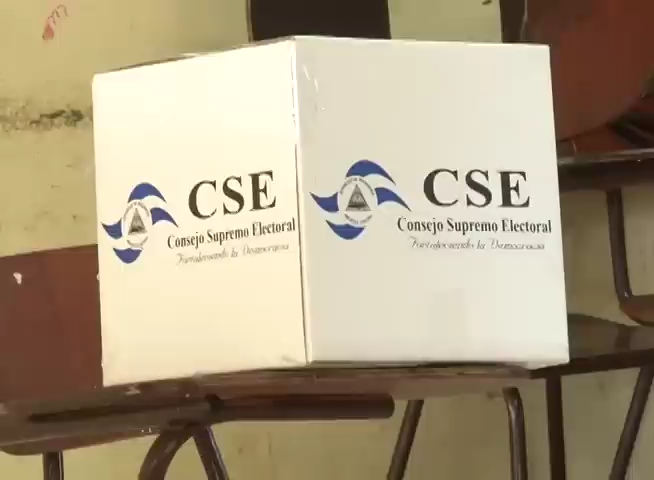 CSE
Consejo Supremo Electoral
Fortaleciendo la Democracia
CSE
Consejo Supremo Electoral
Fortaleciendo la Democracia